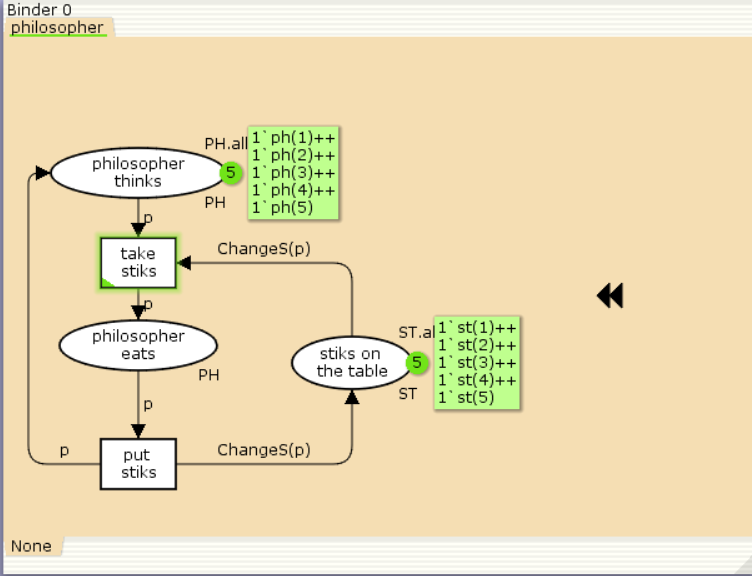 Binder 0
philosopher
PH.all
1`ph(1)++
1`ph(2)++
1`ph(3)++
1`ph(4)++
1`ph(5)
philosopher
thinks
5
PH
p
take
stiks
ChangeS(p)
p
philosopher
eats
PH
ST.al
1`st(1)++
1`st(2)++
1`st(3)++
1`st(4)++
1`st(5)
stiks on
the table
5
ST
p
p
put
stiks
ChangeS(p)
None